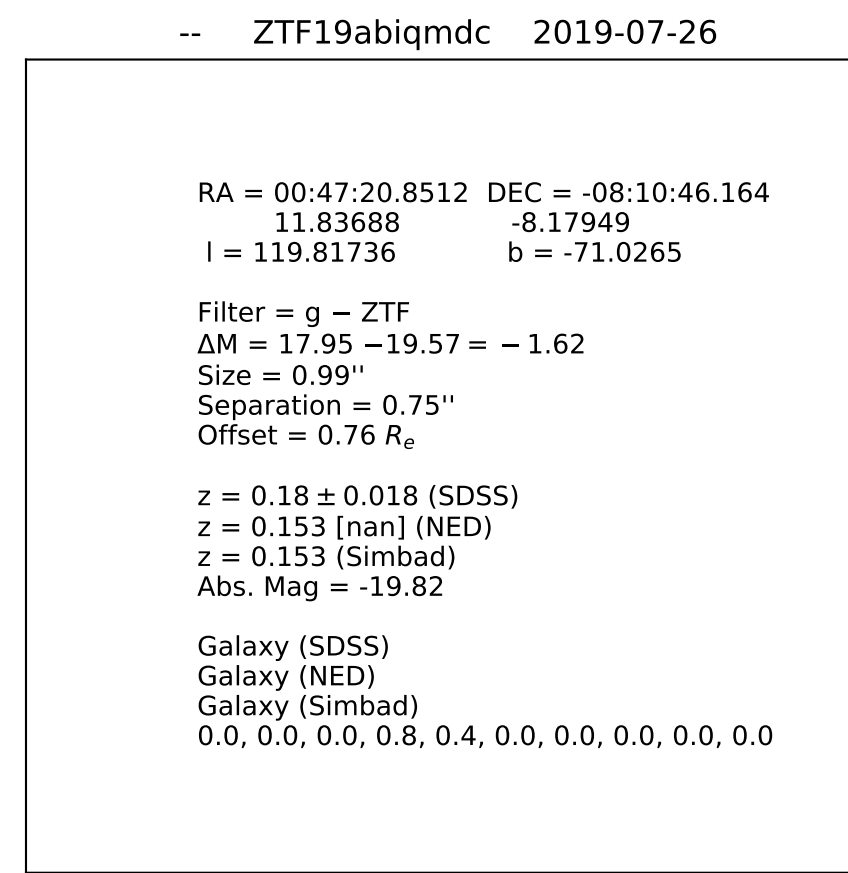 --     ZTF19abiqmdc    2019-07-26
RA = 00:47:20.8512  DEC = -08:10:46.164
11.83688              -8.17949
l = 119.81736              b = -71.0265
Filter = g − ZTF
ΔM = 17.95 −19.57 = − 1.62
Size = 0.99''
Separation = 0.75''
Offset = 0.76 Re
z = 0.18 ± 0.018 (SDSS)
z = 0.153 [nan] (NED)
z = 0.153 (Simbad)
Abs. Mag = -19.82
Galaxy (SDSS)
Galaxy (NED)
Galaxy (Simbad)
0.0, 0.0, 0.0, 0.8, 0.4, 0.0, 0.0, 0.0, 0.0, 0.0